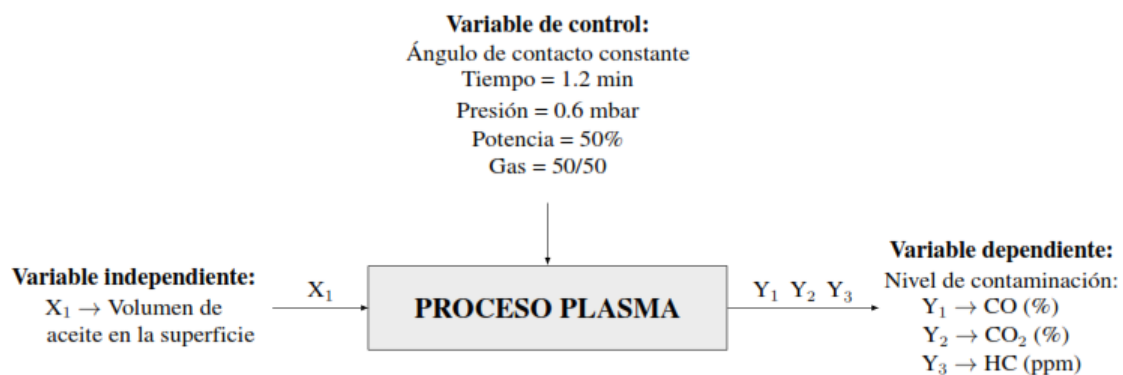 Variable de control:
Ángulo de contacto constante
Tiempo = 1.2 min
Presión = 0.6 mbar
Potencia = 50%
Gas = 50/50
Variable independiente:
X₁ → Volumen de
aceite en la superficie
X₁
PROCESO PLASMA
Y₁ Y₂ Y₃
Variable dependiente:
Nivel de contaminación:
Y₁ → CO (%)
Y₂ → CO₂ (%)
Y₃ → HC (ppm)